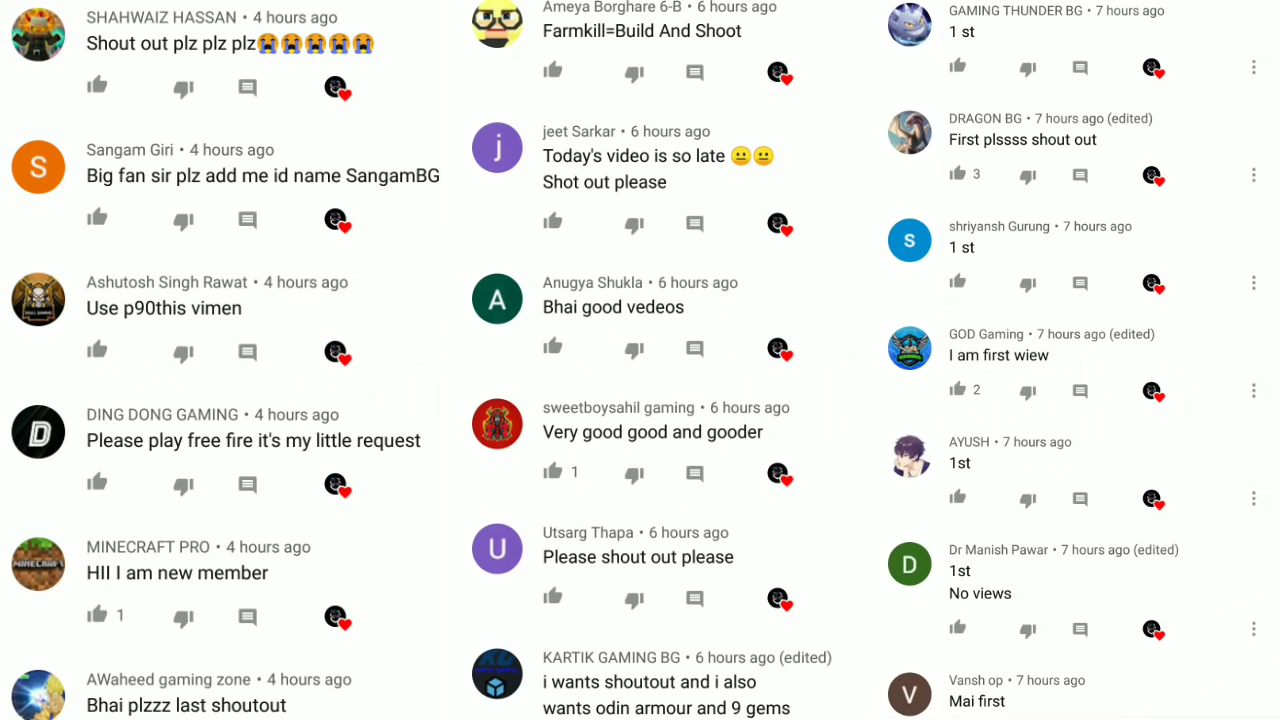 SHAHWAIZ HASSAN • 4 hours ago
Shout out plz plz plz😭😭😭😭😭
S
Sangam Giri • 4 hours ago
Big fan sir plz add me id name SangamBG
Ashutosh Singh Rawat • 4 hours ago
Use p90this vimen
D
DING DONG GAMING • 4 hours ago
Please play free fire it's my little request
MINECRAFT
MINECRAFT PRO • 4 hours ago
HII I am new member
1
AWaheed gaming zone • 4 hours ago
Bhai plzzz last shoutout
Ameya Borghare 6-B • 6 hours ago
Farmkill=Build And Shoot
j
jeet Sarkar • 6 hours ago
Today's video is so late 😐😐
Shot out please
A
Anugya Shukla • 6 hours ago
Bhai good vedeos
sweetboysahil gaming • 6 hours ago
Very good good and gooder
1
U
Utsarg Thapa • 6 hours ago
Please shout out please
KARTIK GAMING BG • 6 hours ago (edited)
i wants shoutout and i also
wants odin armour and 9 gems
GAMING THUNDER BG • 7 hours ago
1 st
DRAGON BG • 7 hours ago (edited)
First plssss shout out
3
s
shriyansh Gurung • 7 hours ago
1 st
GOD Gaming • 7 hours ago (edited)
I am first wiew
2
AYUSH • 7 hours ago
1st
D
Dr Manish Pawar • 7 hours ago (edited)
1st
No views
V
Vansh op • 7 hours ago
Mai first